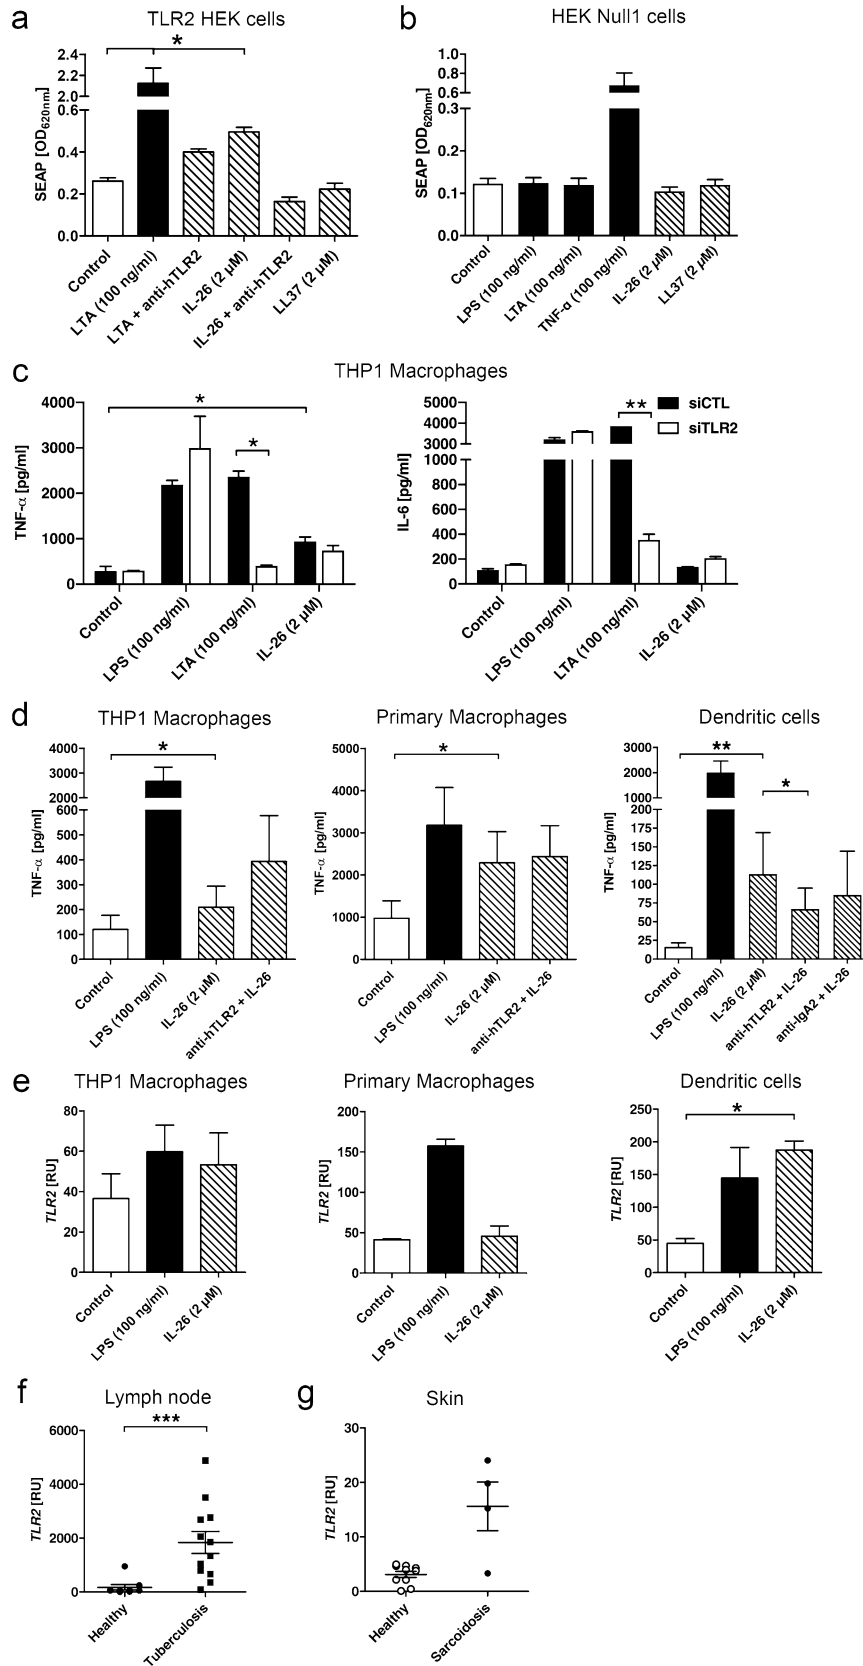 a
TLR2 HEK cells
*
SEAP [OD620nm]
2.4
2.2
2.0
0.6
0.4
0.2
0.0
Control
LTA (100 ng/ml)
LTA + anti-hTLR2
IL-26 (2 µM)
IL-26 + anti-hTLR2
LL37 (2 µM)
b
HEK Null1 cells
SEAP [OD620nm]
1.0
0.8
0.6
0.3
0.2
0.1
0.0
Control
LPS (100 ng/ml)
LTA (100 ng/ml)
TNF-α (100 ng/ml)
IL-26 (2 µM)
LL37 (2 µM)
c
THP1 Macrophages
*
*
TNF-α [pg/ml]
4000
3000
2000
1000
0
Control
LPS (100 ng/ml)
LTA (100 ng/ml)
IL-26 (2 µM)
**
siCTL
siTLR2
IL-6 [pg/ml]
5000
4000
3000
1000
800
600
400
200
0
Control
LPS (100 ng/ml)
LTA (100 ng/ml)
IL-26 (2 µM)
d
THP1 Macrophages
*
TNF-α [pg/ml]
4000
3000
2000
600
500
400
300
200
100
0
Control
LPS (100 ng/ml)
IL-26 (2 µM)
anti-hTLR2 + IL-26
Primary Macrophages
*
TNF-α [pg/ml]
5000
4000
3000
2000
1000
0
Control
LPS (100 ng/ml)
IL-26 (2 µM)
anti-hTLR2 + IL-26
Dendritic cells
**
*
TNF-α [pg/ml]
3000
2000
1000
200
175
150
125
100
75
50
25
0
Control
LPS (100 ng/ml)
IL-26 (2 µM)
anti-hTLR2 + IL-26
anti-IgA2 + IL-26
e
THP1 Macrophages
TLR2 [RU]
80
60
40
20
0
Control
LPS (100 ng/ml)
IL-26 (2 µM)
Primary Macrophages
TLR2 [RU]
200
150
100
50
0
Control
LPS (100 ng/ml)
IL-26 (2 µM)
Dendritic cells
*
TLR2 [RU]
250
200
150
100
50
0
Control
LPS (100 ng/ml)
IL-26 (2 µM)
f
Lymph node
***
TLR2 [RU]
6000
4000
2000
0
Healthy
Tuberculosis
g
Skin
TLR2 [RU]
30
20
10
0
Healthy
Sarcoidosis